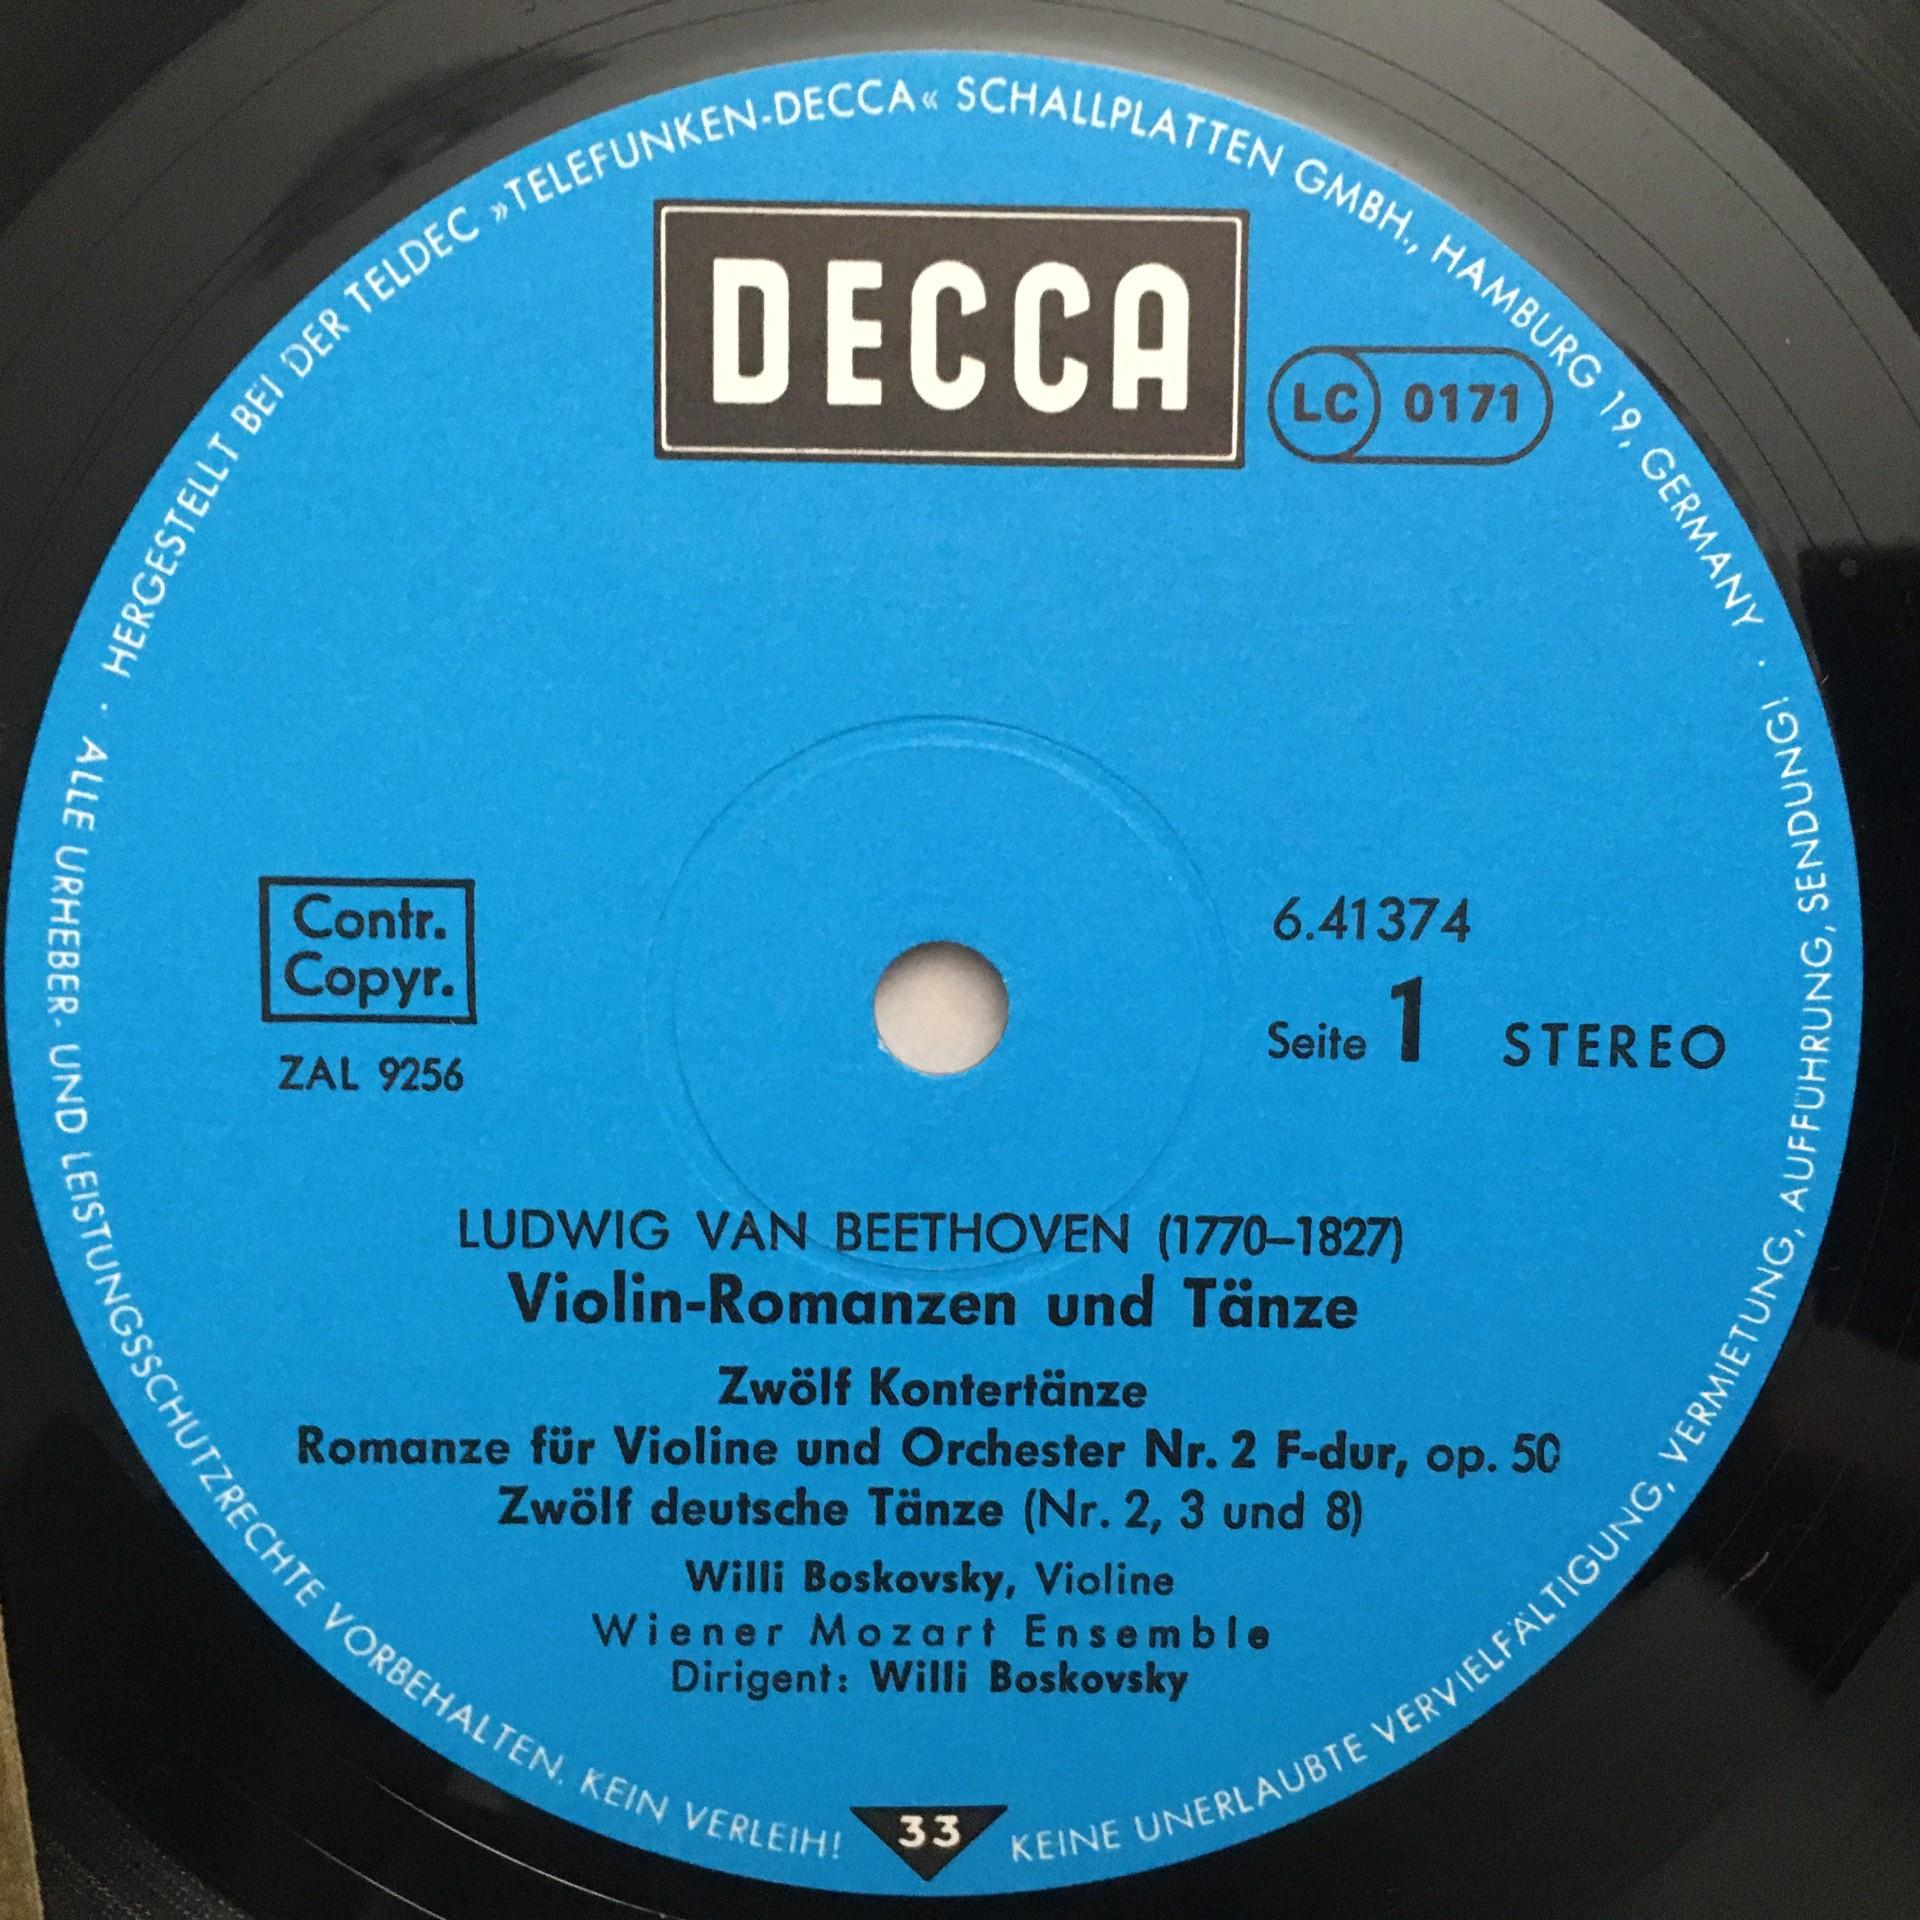 HERGESTELLT BEI DER TELDEC »TELEFUNKEN-DECCA« SCHALLPLATTEN GMBH., HAMBURG 19, GERMANY ·
DECCA
LC 0171
Contr.
Copyr.
ZAL 9256
6.41374
Seite 1 STEREO
LUDWIG VAN BEETHOVEN (1770–1827)
Violin-Romanzen und Tänze
Zwölf Kontertänze
Romanze für Violine und Orchester Nr. 2 F-dur, op. 50
Zwölf deutsche Tänze (Nr. 2, 3 und 8)
Willi Boskovsky, Violine
Wiener Mozart Ensemble
Dirigent: Willi Boskovsky
33
· ALLE URHEBER- UND LEISTUNGSSCHUTZRECHTE VORBEHALTEN. KEIN VERLEIH! KEINE UNERLAUBTE VERVIELFÄLTIGUNG, VERMIETUNG, AUFFÜHRUNG, SENDUNG!